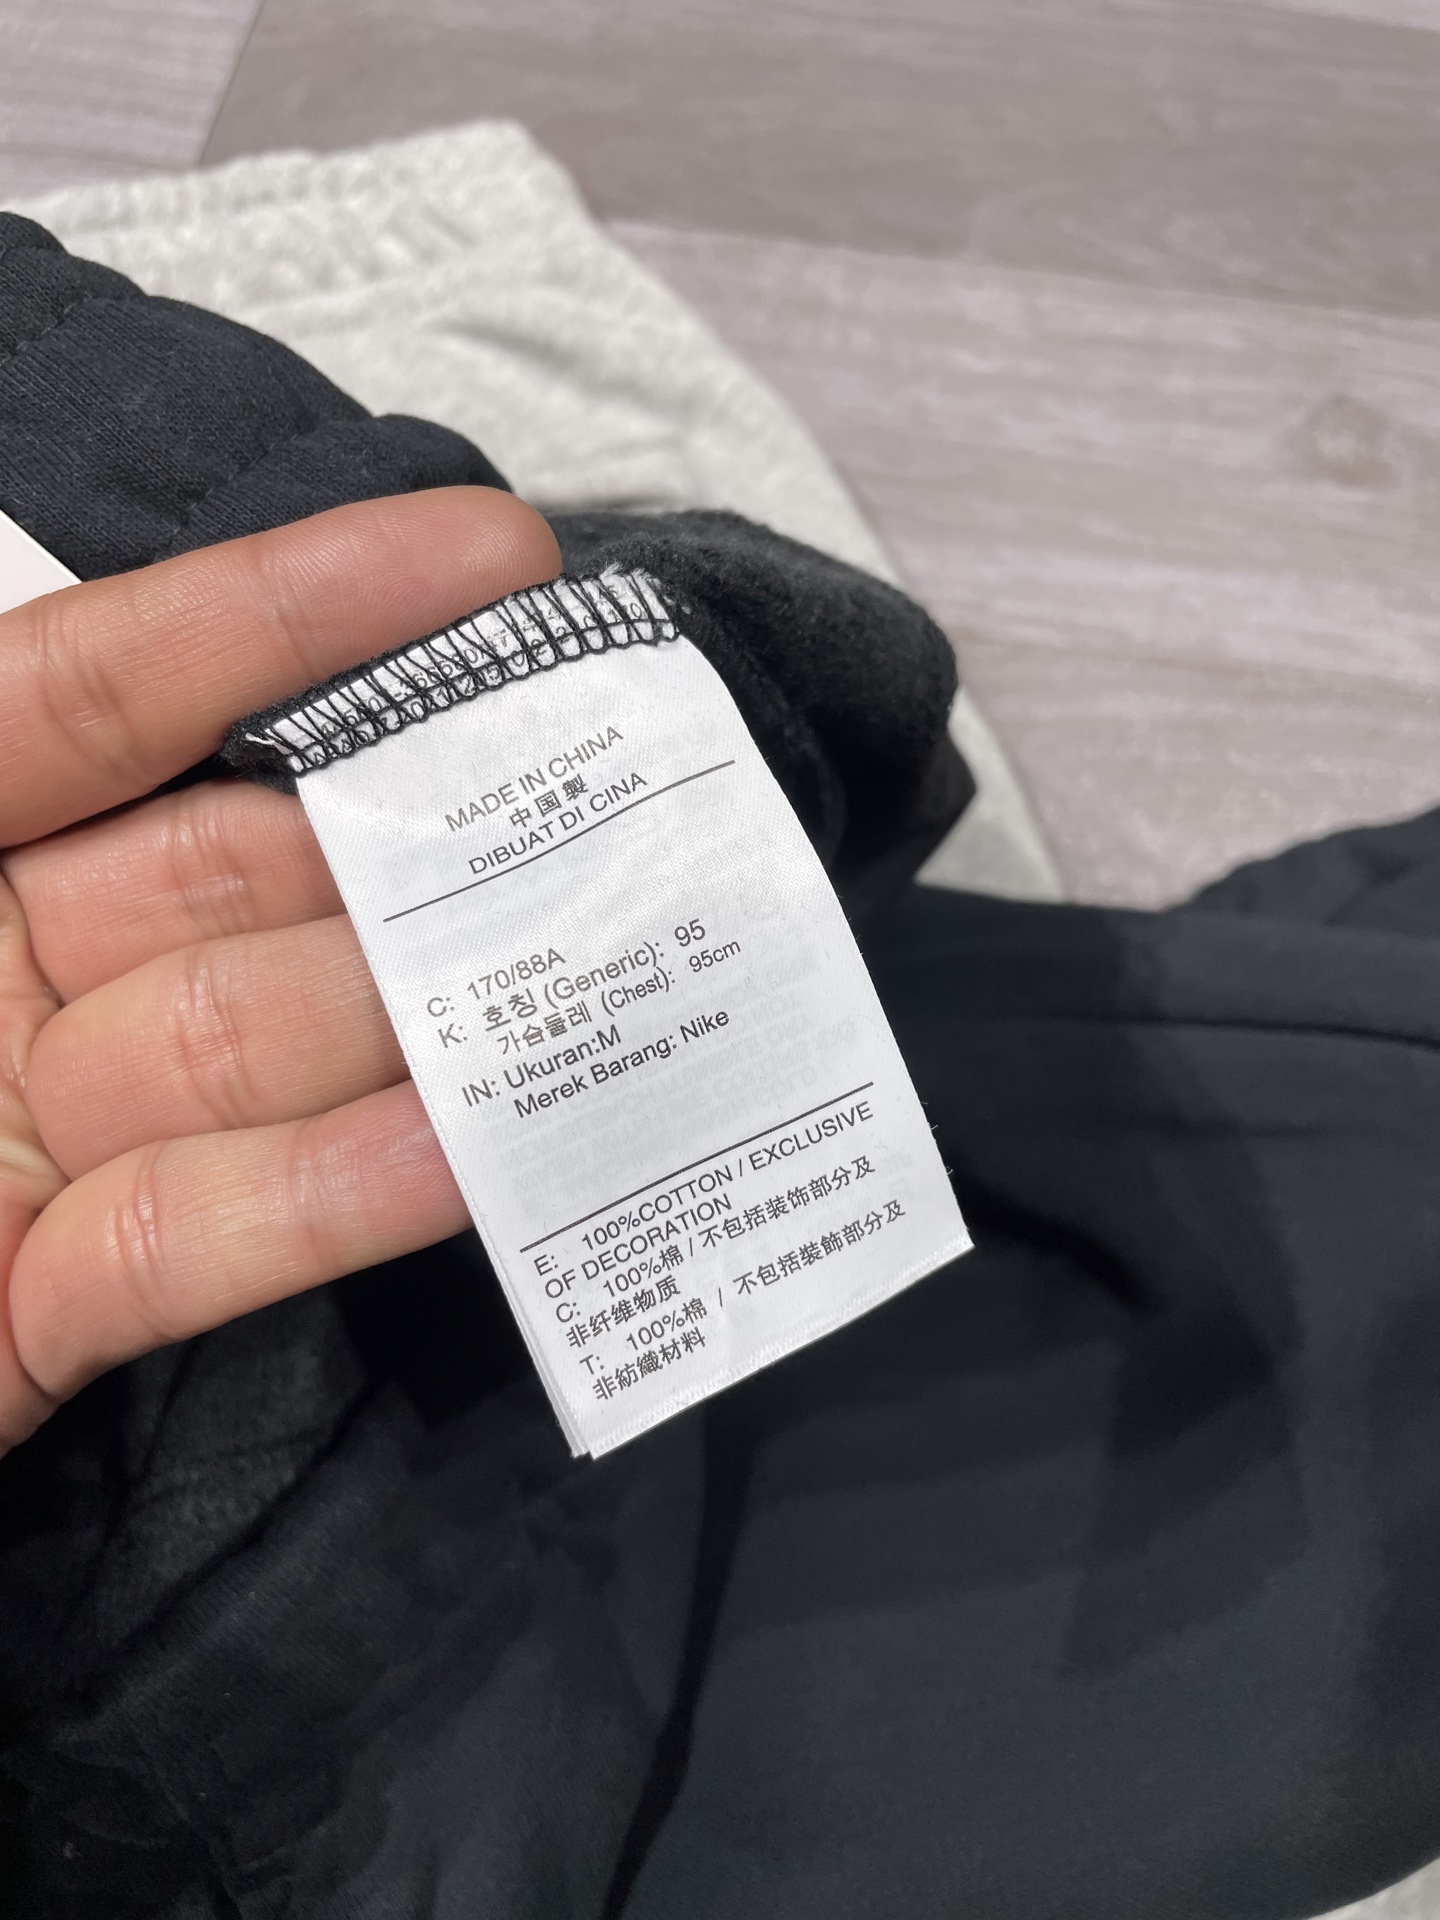 MADE IN CHINA
中国製
DIBUAT DI CINA
C: 170/88A
K: 호칭 (Generic): 95
가슴둘레 (Chest): 95cm
IN: Ukuran:M
Merek Barang: Nike
E: 100%COTTON / EXCLUSIVE
OF DECORATION
C: 100%棉 / 不包括装饰部分及
非纤维物质
T: 100%棉 / 不包括裝飾部分及
非紡織材料